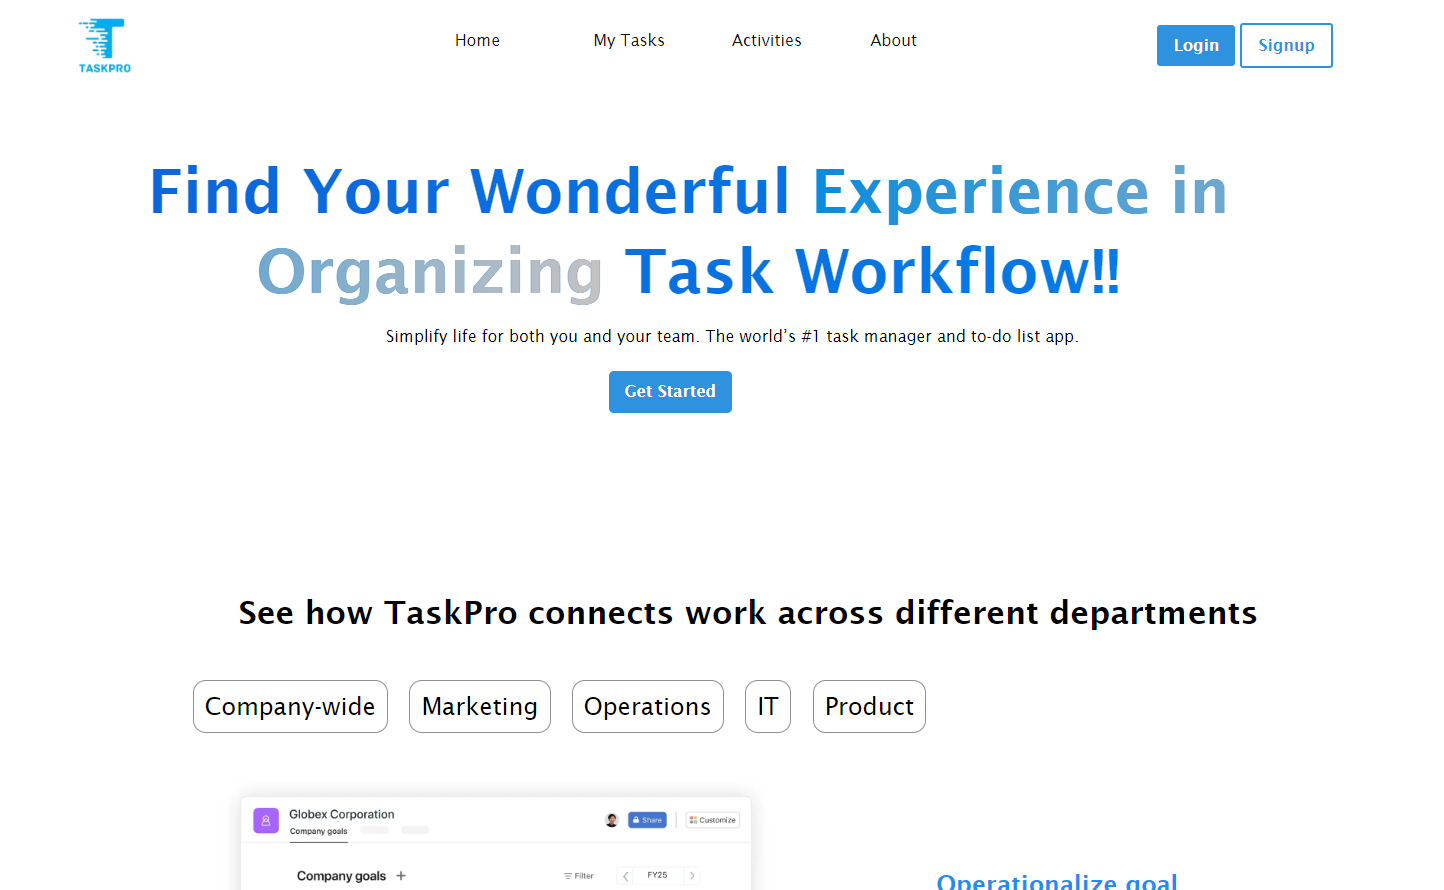 TASKPRO
Home My Tasks Activities About
Login Signup
Find Your Wonderful Experience in
Organizing Task Workflow!!
Simplify life for both you and your team. The world’s #1 task manager and to-do list app.
Get Started
See how TaskPro connects work across different departments
Company-wide Marketing Operations IT Product
Globex Corporation
Company goals
Share Customize
Company goals +
Filter FY25
Operationalize goal